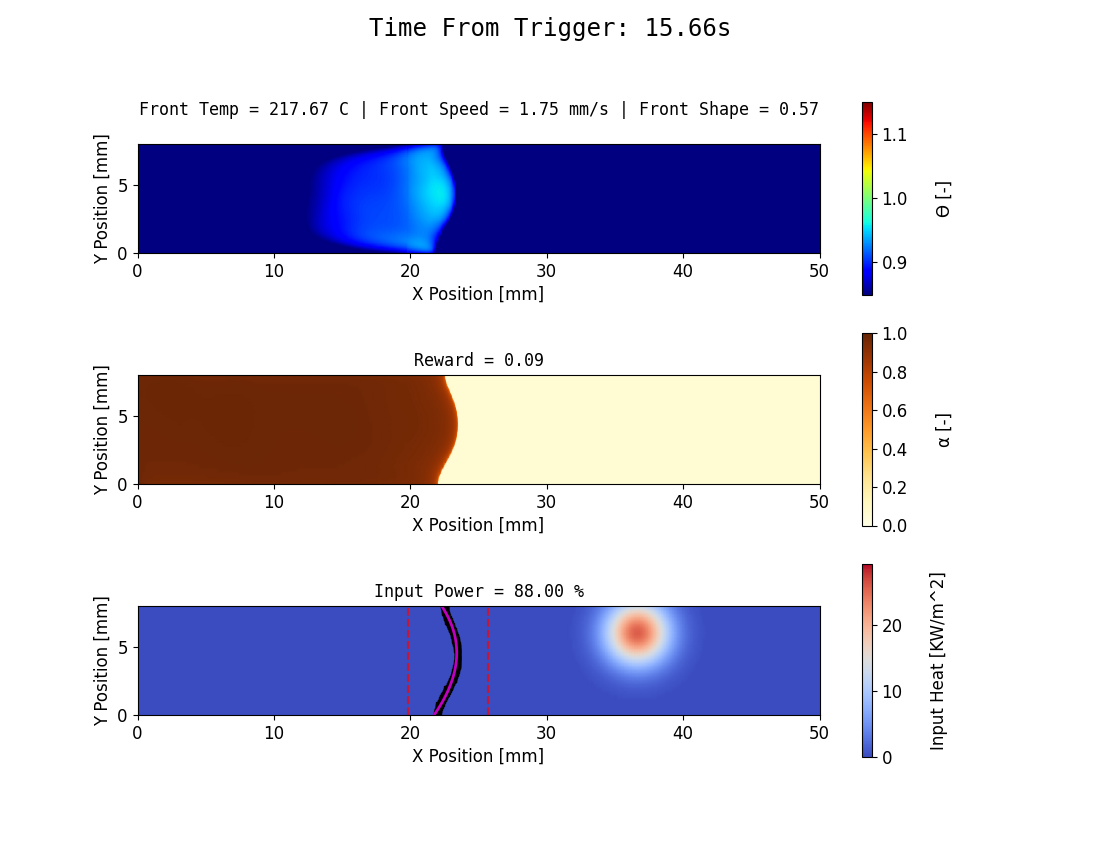 Time From Trigger: 15.66s
Front Temp = 217.67 C | Front Speed = 1.75 mm/s | Front Shape = 0.57
Y Position [mm]
5
0
0 10 20 30 40 50
X Position [mm]
1.1
1.0
0.9
Θ [-]
Reward = 0.09
Y Position [mm]
5
0
0 10 20 30 40 50
X Position [mm]
1.0
0.8
0.6
0.4
0.2
0.0
α [-]
Input Power = 88.00 %
Y Position [mm]
5
0
0 10 20 30 40 50
X Position [mm]
20
10
0
Input Heat [KW/m^2]